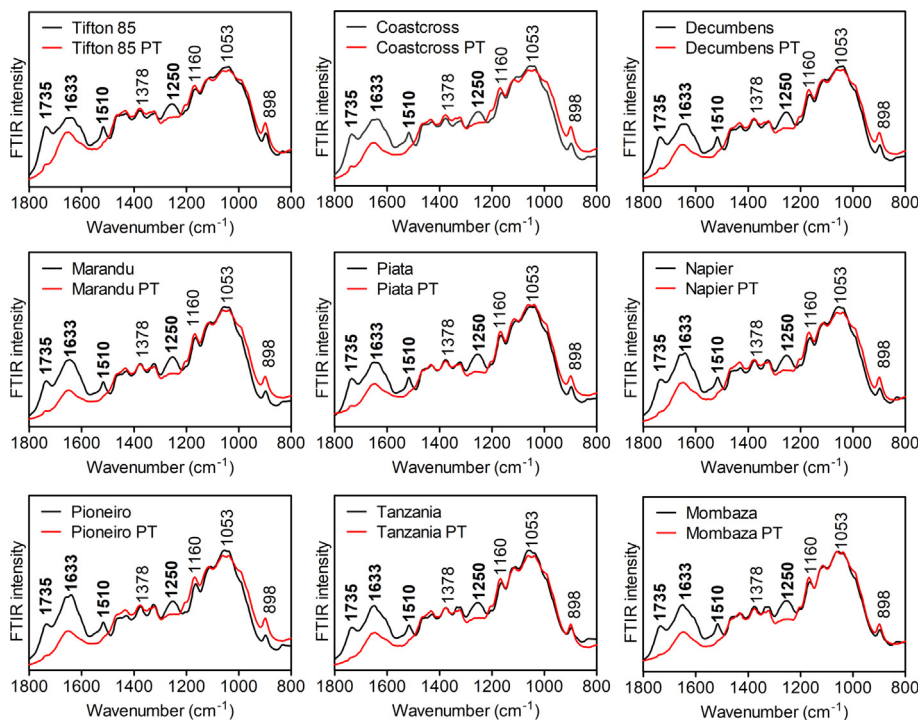 Tifton 85
Tifton 85 PT
1735
1633
1510
1378
1250
1160
1053
898
FTIR intensity
1800 1600 1400 1200 1000 800
Wavenumber (cm⁻¹)
Coastcross
Coastcross PT
1735
1633
1510
1378
1250
1160
1053
898
FTIR intensity
1800 1600 1400 1200 1000 800
Wavenumber (cm⁻¹)
Decumbens
Decumbens PT
1735
1633
1510
1378
1250
1160
1053
898
FTIR intensity
1800 1600 1400 1200 1000 800
Wavenumber (cm⁻¹)
Marandu
Marandu PT
1735
1633
1510
1378
1250
1160
1053
898
FTIR intensity
1800 1600 1400 1200 1000 800
Wavenumber (cm⁻¹)
Piata
Piata PT
1735
1633
1510
1378
1250
1160
1053
898
FTIR intensity
1800 1600 1400 1200 1000 800
Wavenumber (cm⁻¹)
Napier
Napier PT
1735
1633
1510
1378
1250
1160
1053
898
FTIR intensity
1800 1600 1400 1200 1000 800
Wavenumber (cm⁻¹)
Pioneiro
Pioneiro PT
1735
1633
1510
1378
1250
1160
1053
898
FTIR intensity
1800 1600 1400 1200 1000 800
Wavenumber (cm⁻¹)
Tanzania
Tanzania PT
1735
1633
1510
1378
1250
1160
1053
898
FTIR intensity
1800 1600 1400 1200 1000 800
Wavenumber (cm⁻¹)
Mombaza
Mombaza PT
1735
1633
1510
1378
1250
1160
1053
898
FTIR intensity
1800 1600 1400 1200 1000 800
Wavenumber (cm⁻¹)